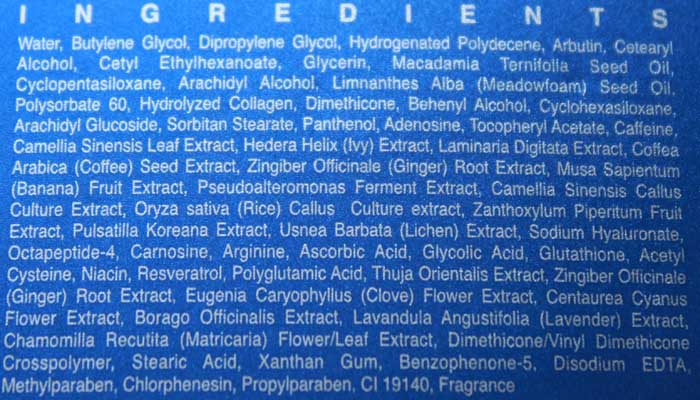 INGREDIENTS
Water, Butylene Glycol, Dipropylene Glycol, Hydrogenated Polydecene, Arbutin, Cetearyl
Alcohol, Cetyl Ethylhexanoate, Glycerin, Macadamia Ternifolia Seed Oil,
Cyclopentasiloxane, Arachidyl Alcohol, Limnanthes Alba (Meadowfoam) Seed Oil,
Polysorbate 60, Hydrolyzed Collagen, Dimethicone, Behenyl Alcohol, Cyclohexasiloxane,
Arachidyl Glucoside, Sorbitan Stearate, Panthenol, Adenosine, Tocopheryl Acetate, Caffeine,
Camellia Sinensis Leaf Extract, Hedera Helix (Ivy) Extract, Laminaria Digitata Extract, Coffea
Arabica (Coffee) Seed Extract, Zingiber Officinale (Ginger) Root Extract, Musa Sapientum
(Banana) Fruit Extract, Pseudoalteromonas Ferment Extract, Camellia Sinensis Callus
Culture Extract, Oryza sativa (Rice) Callus Culture extract, Zanthoxylum Piperitum Fruit
Extract, Pulsatilla Koreana Extract, Usnea Barbata (Lichen) Extract, Sodium Hyaluronate,
Octapeptide-4, Carnosine, Arginine, Ascorbic Acid, Glycolic Acid, Glutathione, Acetyl
Cysteine, Niacin, Resveratrol, Polyglutamic Acid, Thuja Orientalis Extract, Zingiber Officinale
(Ginger) Root Extract, Eugenia Caryophyllus (Clove) Flower Extract, Centaurea Cyanus
Flower Extract, Borago Officinalis Extract, Lavandula Angustifolia (Lavender) Extract,
Chamomilla Recutita (Matricaria) Flower/Leaf Extract, Dimethicone/Vinyl Dimethicone
Crosspolymer, Stearic Acid, Xanthan Gum, Benzophenone-5, Disodium EDTA,
Methylparaben, Chlorphenesin, Propylparaben, CI 19140, Fragrance